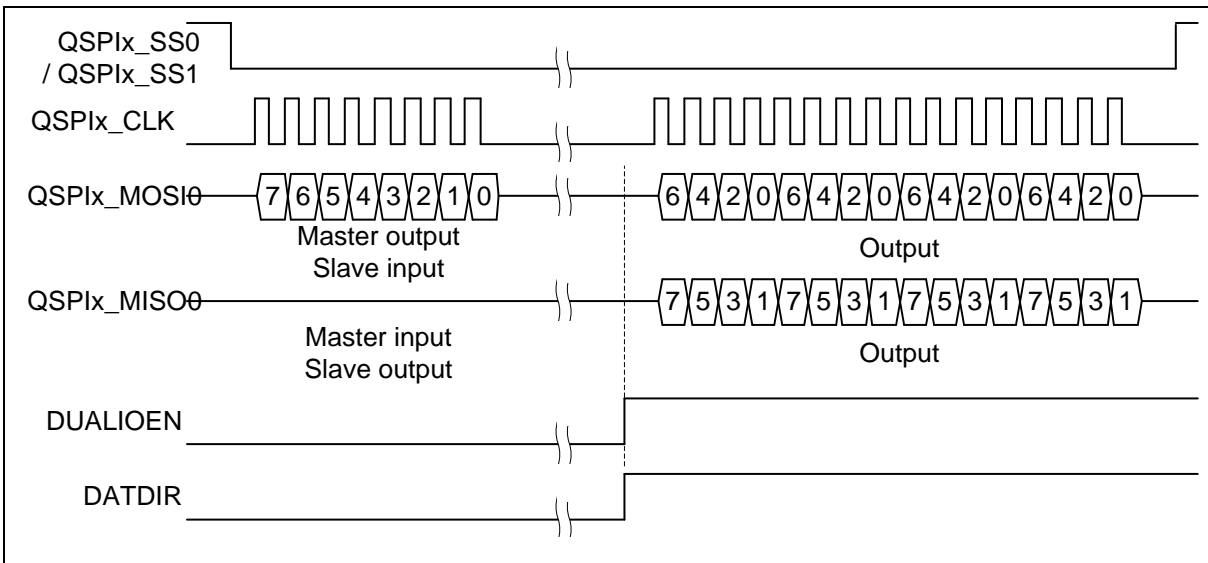 QSPIx_SS0
/ QSPIx_SS1
QSPIx_CLK
QSPIx_MOSI0
7 6 5 4 3 2 1 0
6 4 2 0 6 4 2 0 6 4 2 0 6 4 2 0
Master output
Slave input
Output
QSPIx_MISO0
7 5 3 1 7 5 3 1 7 5 3 1 7 5 3 1
Master input
Slave output
Output
DUALIOEN
DATDIR